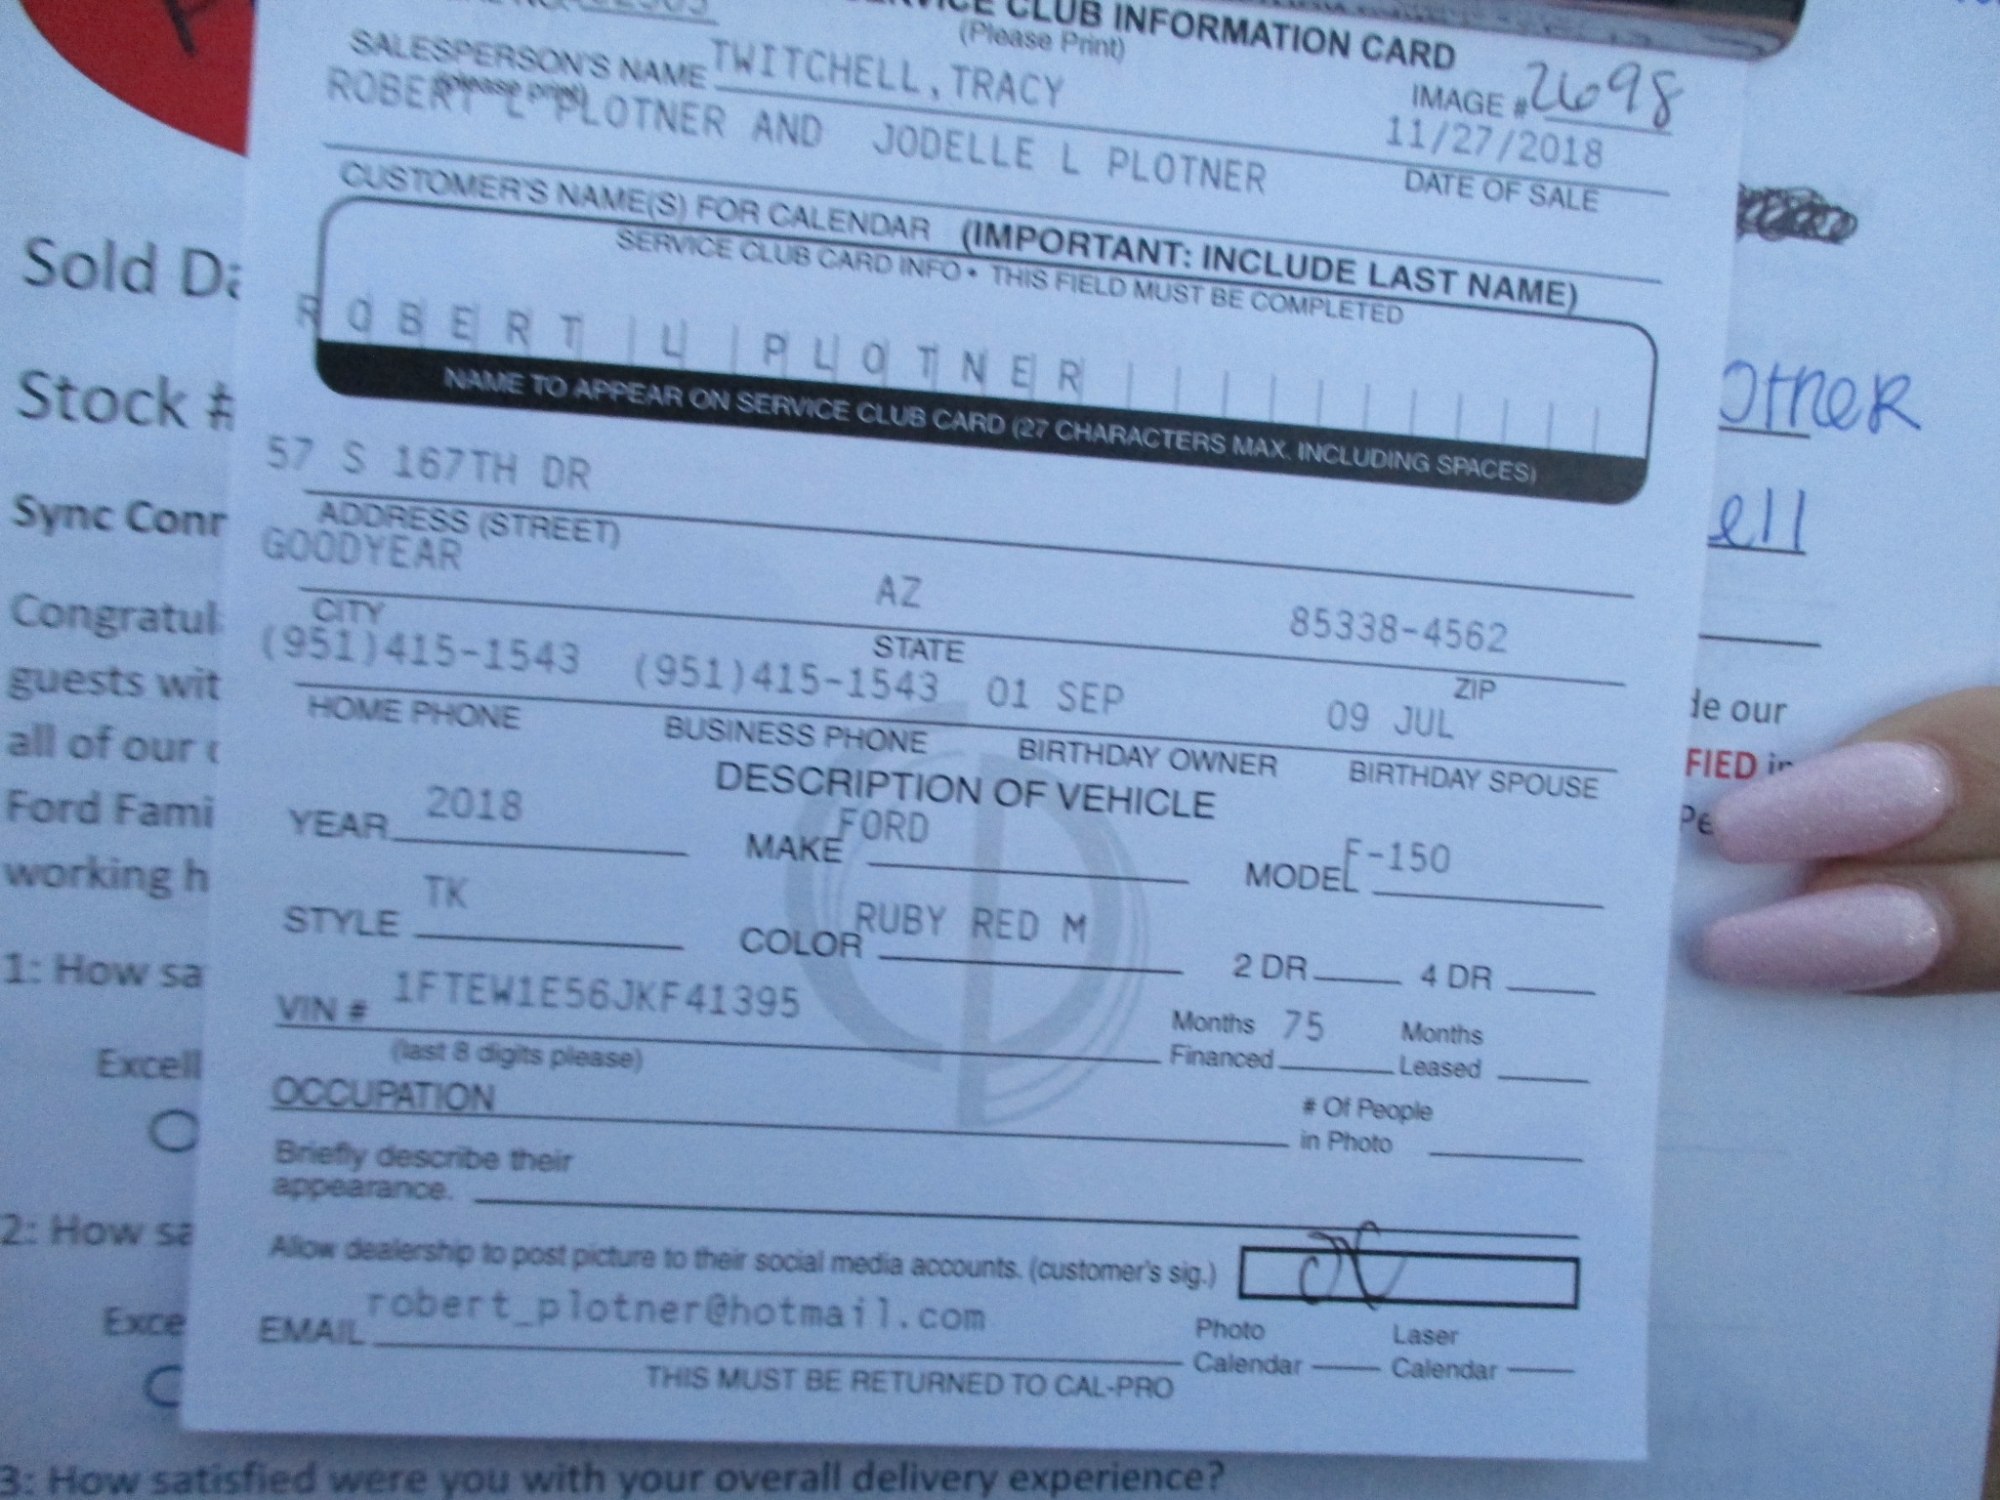 SERVICE CLUB INFORMATION CARD
(Please Print)
SALESPERSON'S NAME TWITCHELL,TRACY
(please print)
IMAGE # 2698
ROBERT L PLOTNER AND JODELLE L PLOTNER 11/27/2018
CUSTOMER'S NAME(S) FOR CALENDAR (IMPORTANT: INCLUDE LAST NAME) DATE OF SALE
SERVICE CLUB CARD INFO • THIS FIELD MUST BE COMPLETED
ROBERT L PLOTNER
NAME TO APPEAR ON SERVICE CLUB CARD (27 CHARACTERS MAX. INCLUDING SPACES)
57 S 167TH DR
ADDRESS (STREET)
GOODYEAR AZ 85338-4562
CITY STATE ZIP
(951)415-1543 (951)415-1543 01 SEP 09 JUL
HOME PHONE BUSINESS PHONE BIRTHDAY OWNER BIRTHDAY SPOUSE
DESCRIPTION OF VEHICLE
YEAR 2018 MAKE FORD MODEL F-150
STYLE TK COLOR RUBY RED M 2 DR 4 DR
VIN # 1FTEW1E56JKF41395 Months Financed 75 Months Leased
(last 8 digits please)
OCCUPATION # Of People
in Photo
Briefly describe their
appearance.
Allow dealership to post picture to their social media accounts. (customer's sig.)
EMAIL robert_plotner@hotmail.com Photo Calendar Laser Calendar
THIS MUST BE RETURNED TO CAL-PRO
Sold Da
Stock #
otner
Sync Conn
ell
Congratul
guests wit
de our
all of our
FIED in
Ford Fami
Pe
working h
1: How sa
Excell
2: How sa
Exce
3: How satisfied were you with your overall delivery experience?